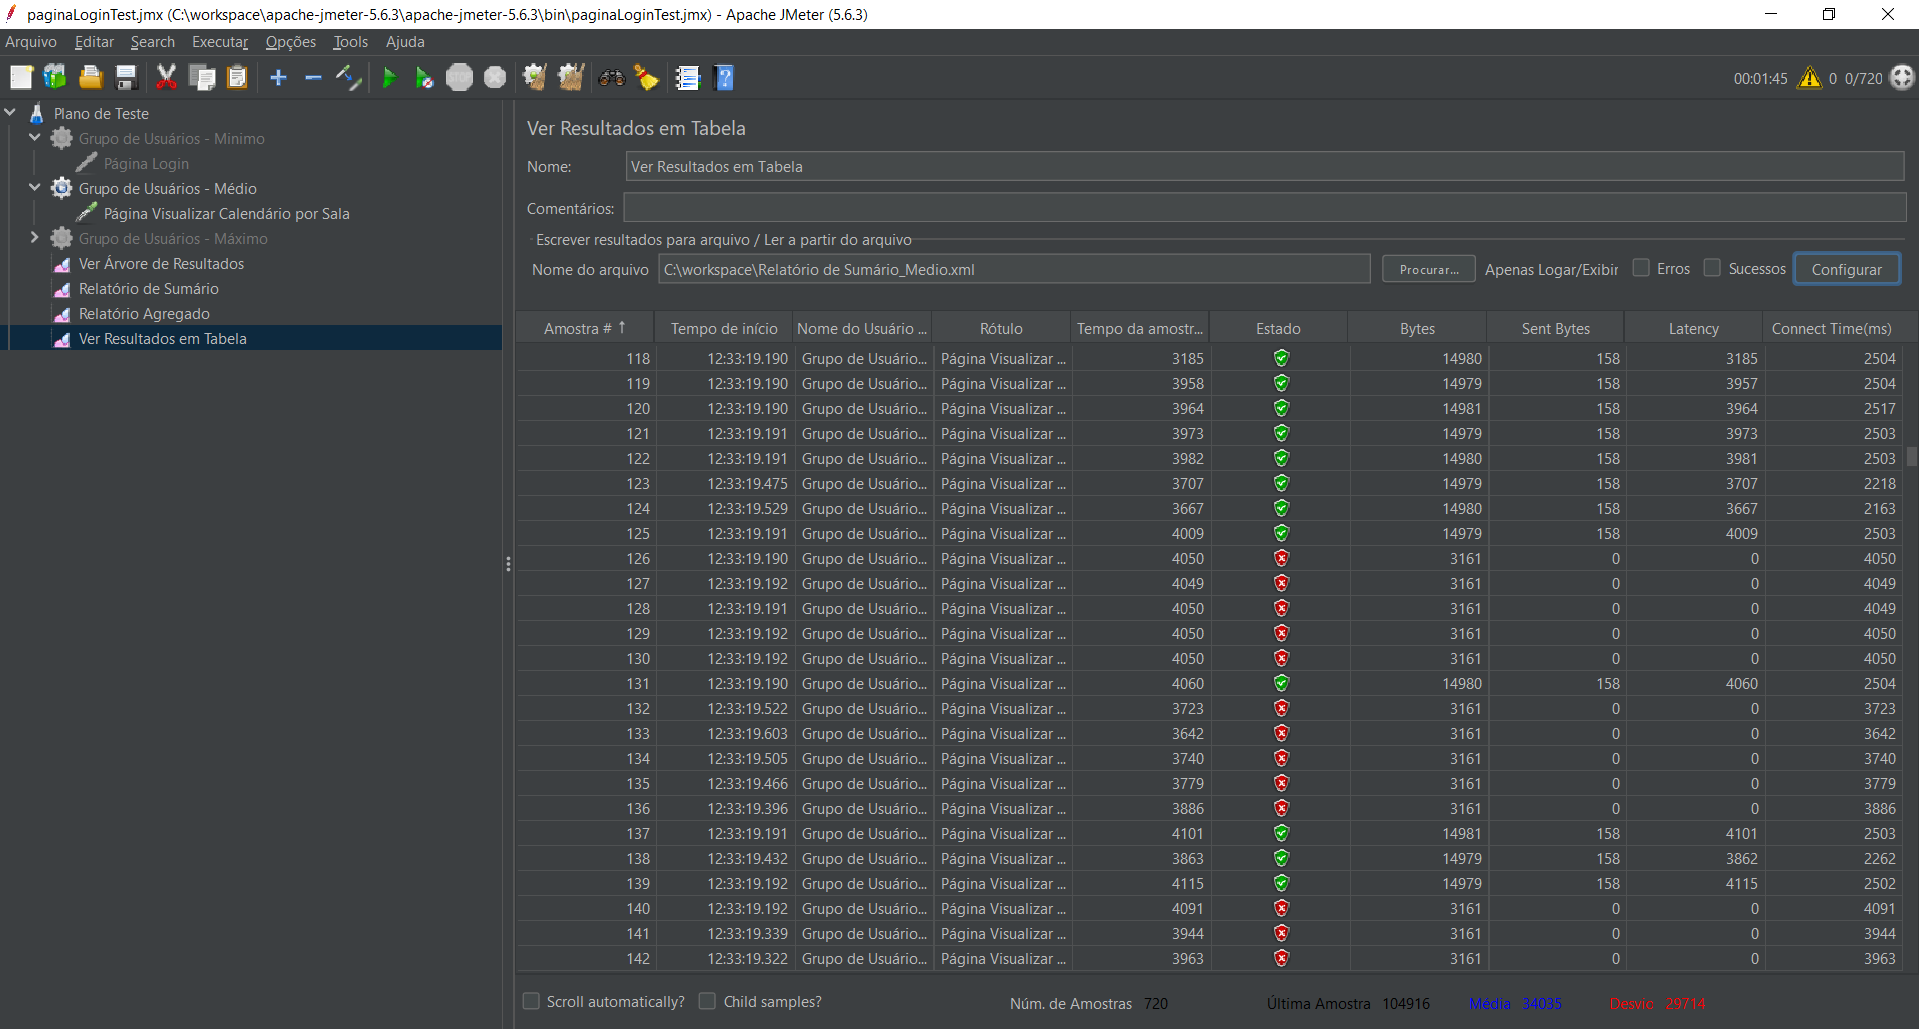 paginaLoginTest.jmx (C:\workspace\apache-jmeter-5.6.3\apache-jmeter-5.6.3\bin\paginaLoginTest.jmx) - Apache JMeter (5.6.3)
Arquivo Editar Search Executar Opções Tools Ajuda
STOP 00:01:45 0 0/720
Plano de Teste
Grupo de Usuários - Minimo
Página Login
Grupo de Usuários - Médio
Página Visualizar Calendário por Sala
Grupo de Usuários - Máximo
Ver Árvore de Resultados
Relatório de Sumário
Relatório Agregado
Ver Resultados em Tabela
Ver Resultados em Tabela
Nome: Ver Resultados em Tabela
Comentários:
Escrever resultados para arquivo / Ler a partir do arquivo
Nome do arquivo C:\workspace\Relatório de Sumário_Medio.xml Procurar... Apenas Logar/Exibir Erros Sucessos Configurar
Amostra # ↑ Tempo de início Nome do Usuário ... Rótulo Tempo da amostr... Estado Bytes Sent Bytes Latency Connect Time(ms)
118 12:33:19.190 Grupo de Usuário... Página Visualizar ... 3185 14980 158 3185 2504
119 12:33:19.190 Grupo de Usuário... Página Visualizar ... 3958 14979 158 3957 2504
120 12:33:19.190 Grupo de Usuário... Página Visualizar ... 3964 14981 158 3964 2517
121 12:33:19.191 Grupo de Usuário... Página Visualizar ... 3973 14979 158 3973 2503
122 12:33:19.191 Grupo de Usuário... Página Visualizar ... 3982 14980 158 3981 2503
123 12:33:19.475 Grupo de Usuário... Página Visualizar ... 3707 14979 158 3707 2218
124 12:33:19.529 Grupo de Usuário... Página Visualizar ... 3667 14980 158 3667 2163
125 12:33:19.191 Grupo de Usuário... Página Visualizar ... 4009 14979 158 4009 2503
126 12:33:19.190 Grupo de Usuário... Página Visualizar ... 4050 3161 0 0 4050
127 12:33:19.192 Grupo de Usuário... Página Visualizar ... 4049 3161 0 0 4049
128 12:33:19.191 Grupo de Usuário... Página Visualizar ... 4050 3161 0 0 4049
129 12:33:19.192 Grupo de Usuário... Página Visualizar ... 4050 3161 0 0 4050
130 12:33:19.192 Grupo de Usuário... Página Visualizar ... 4050 3161 0 0 4050
131 12:33:19.190 Grupo de Usuário... Página Visualizar ... 4060 14980 158 4060 2504
132 12:33:19.522 Grupo de Usuário... Página Visualizar ... 3723 3161 0 0 3723
133 12:33:19.603 Grupo de Usuário... Página Visualizar ... 3642 3161 0 0 3642
134 12:33:19.505 Grupo de Usuário... Página Visualizar ... 3740 3161 0 0 3740
135 12:33:19.466 Grupo de Usuário... Página Visualizar ... 3779 3161 0 0 3779
136 12:33:19.396 Grupo de Usuário... Página Visualizar ... 3886 3161 0 0 3886
137 12:33:19.191 Grupo de Usuário... Página Visualizar ... 4101 14981 158 4101 2503
138 12:33:19.432 Grupo de Usuário... Página Visualizar ... 3863 14979 158 3862 2262
139 12:33:19.192 Grupo de Usuário... Página Visualizar ... 4115 14979 158 4115 2502
140 12:33:19.192 Grupo de Usuário... Página Visualizar ... 4091 3161 0 0 4091
141 12:33:19.339 Grupo de Usuário... Página Visualizar ... 3944 3161 0 0 3944
142 12:33:19.322 Grupo de Usuário... Página Visualizar ... 3963 3161 0 0 3963
Scroll automatically? Child samples? Núm. de Amostras 720 Última Amostra 104916 Média 34035 Desvio 29714